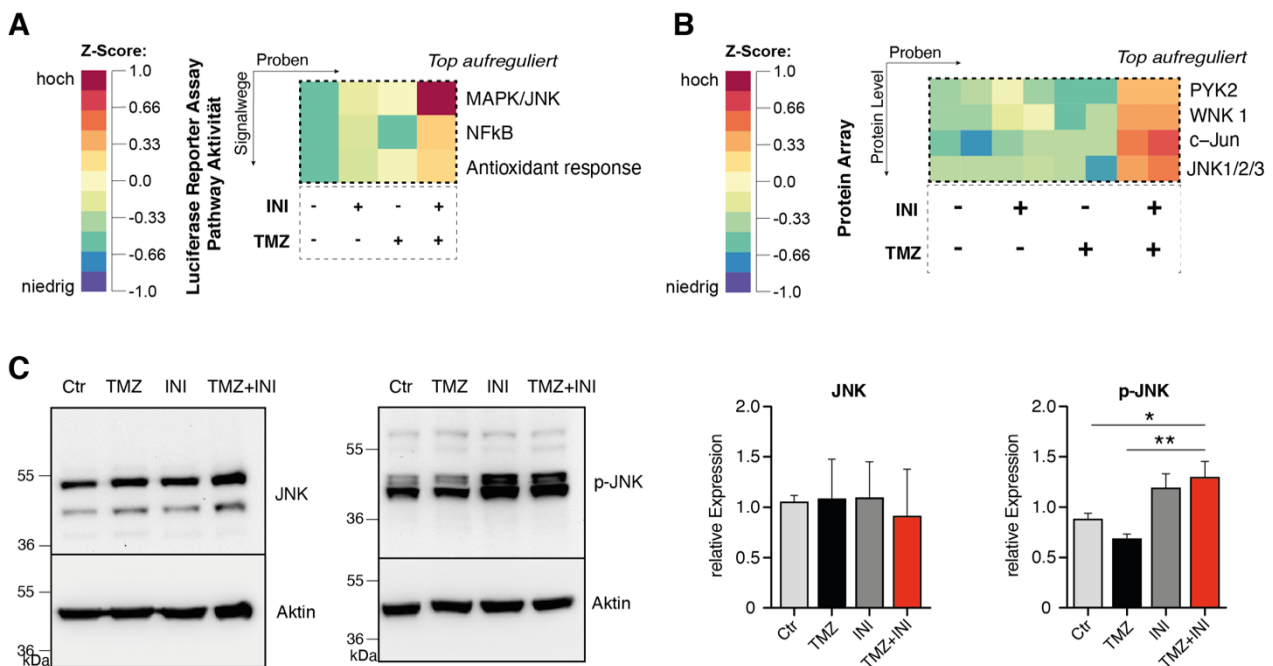 A
Z-Score:
hoch
1.0
0.66
0.33
0.0
-0.33
-0.66
-1.0
niedrig
Luciferase Reporter Assay
Pathway Aktivität
Proben
Signalwege
Top aufreguliert
MAPK/JNK
NFkB
Antioxidant response
INI - + - +
TMZ - - + +
B
Z-Score:
hoch
1.0
0.66
0.33
0.0
-0.33
-0.66
-1.0
niedrig
Protein Array
Proben
Protein Level
Top aufreguliert
PYK2
WNK 1
c-Jun
JNK1/2/3
INI - + - +
TMZ - - + +
C
Ctr TMZ INI TMZ+INI
55
36
JNK
55
36
kDa
Aktin
Ctr TMZ INI TMZ+INI
55
36
p-JNK
55
36
kDa
Aktin
JNK
relative Expression
2.0
1.5
1.0
0.5
0
Ctr TMZ INI TMZ+INI
p-JNK
relative Expression
2.0
1.5
1.0
0.5
0
*
**
Ctr TMZ INI TMZ+INI